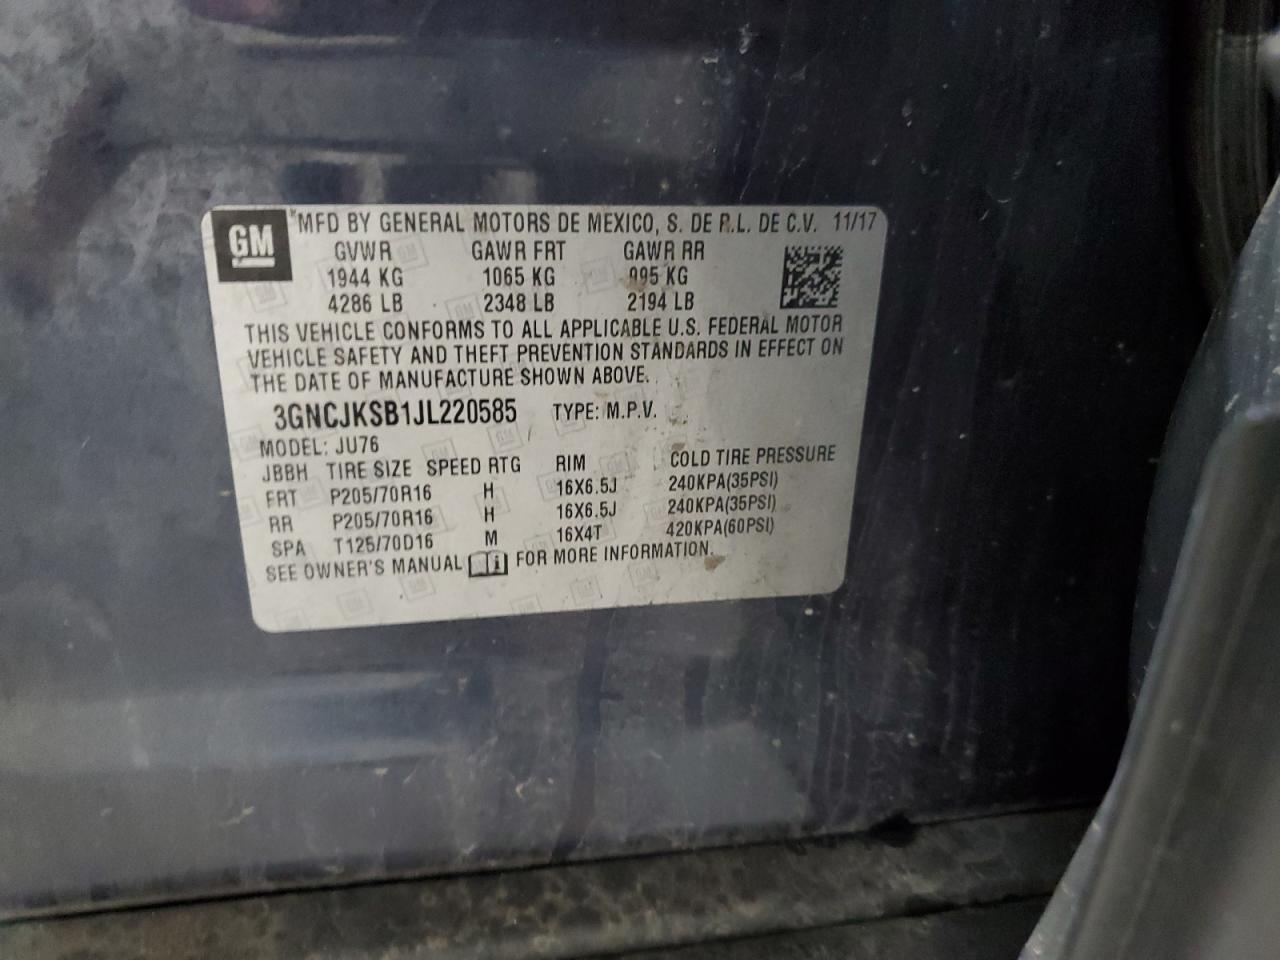 GM
MFD BY GENERAL MOTORS DE MEXICO, S. DE R.L. DE C.V. 11/17
GVWR GAWR FRT GAWR RR
1944 KG 1065 KG 995 KG
4286 LB 2348 LB 2194 LB
THIS VEHICLE CONFORMS TO ALL APPLICABLE U.S. FEDERAL MOTOR
VEHICLE SAFETY AND THEFT PREVENTION STANDARDS IN EFFECT ON
THE DATE OF MANUFACTURE SHOWN ABOVE.
3GNCJKSB1JL220585 TYPE: M.P.V.
MODEL: JU76
JBBH TIRE SIZE SPEED RTG RIM COLD TIRE PRESSURE
FRT P205/70R16 H 16X6.5J 240KPA(35PSI)
RR P205/70R16 H 16X6.5J 240KPA(35PSI)
SPA T125/70D16 M 16X4T 420KPA(60PSI)
SEE OWNER'S MANUAL i FOR MORE INFORMATION.